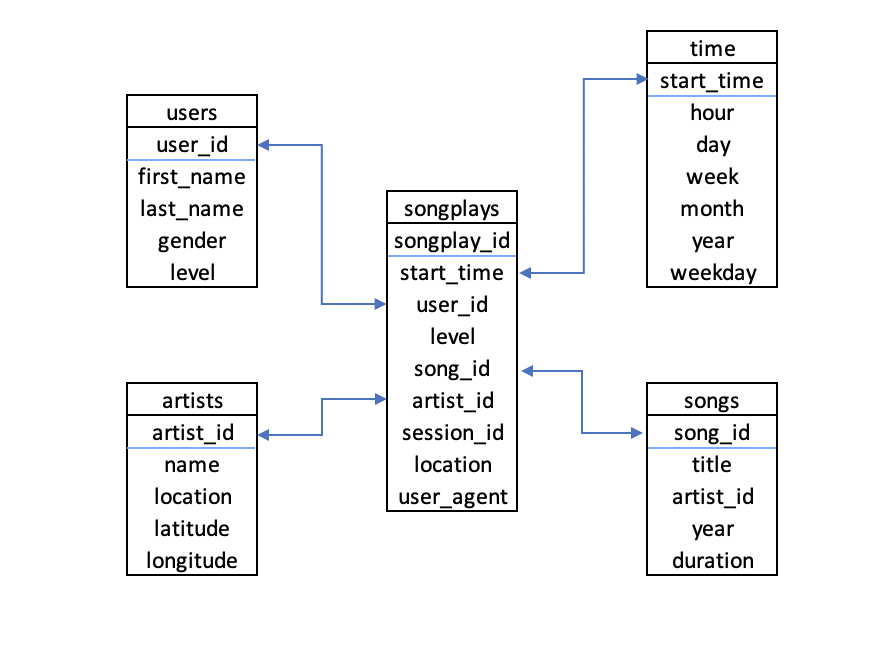 users
user_id
first_name
last_name
gender
level
artists
artist_id
name
location
latitude
longitude
songplays
songplay_id
start_time
user_id
level
song_id
artist_id
session_id
location
user_agent
time
start_time
hour
day
week
month
year
weekday
songs
song_id
title
artist_id
year
duration